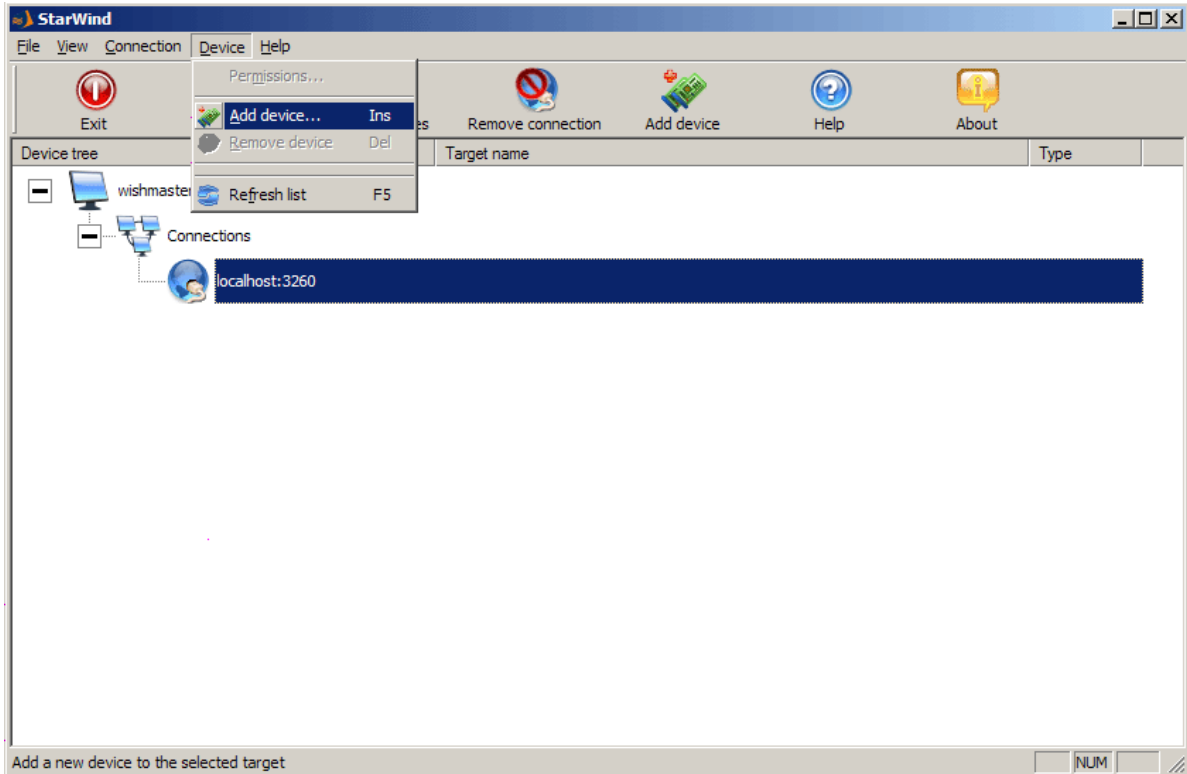 StarWind
File View Connection Device Help
Permissions...
Add device... Ins
Remove device Del
Refresh list F5
Exit
Remove connection
Add device
Help
About
Device tree
Target name
Type
wishmaster
Connections
localhost:3260
Add a new device to the selected target
NUM